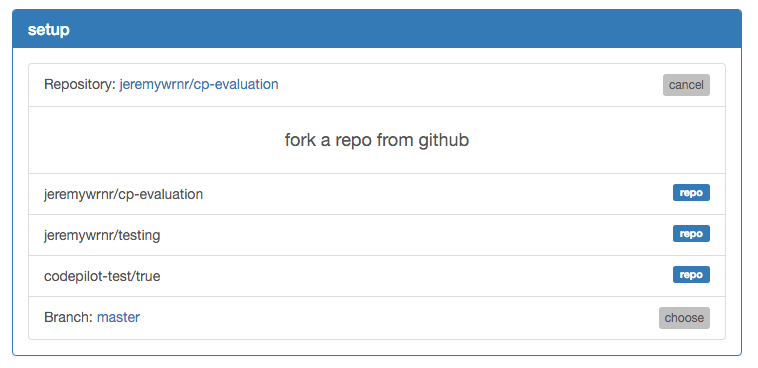 setup
Repository: jeremywrnr/cp-evaluation cancel
fork a repo from github
jeremywrnr/cp-evaluation repo
jeremywrnr/testing repo
codepilot-test/true repo
Branch: master choose